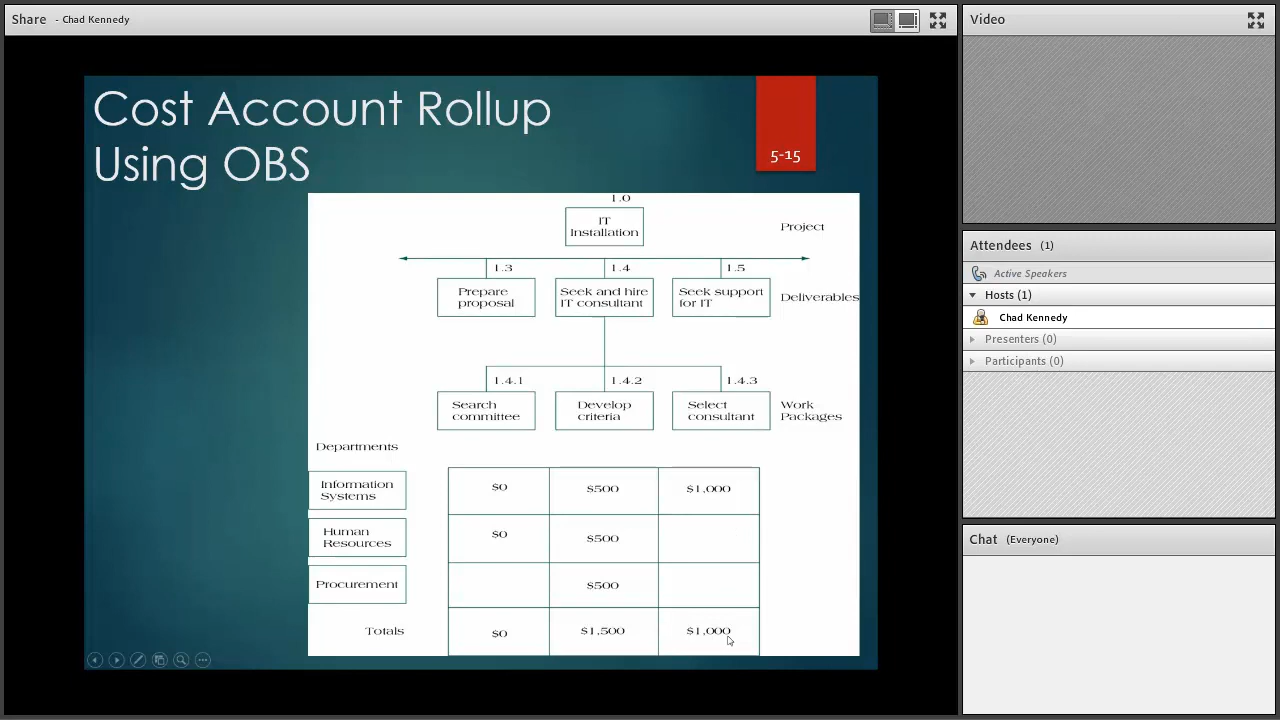 Share - Chad Kennedy
Cost Account Rollup
Using OBS
5-15
1.0
IT
Installation
Project
1.3
1.4
1.5
Prepare
proposal
Seek and hire
IT consultant
Seek support
for IT
Deliverables
1.4.1
1.4.2
1.4.3
Search
committee
Develop
criteria
Select
consultant
Work
Packages
Departments
Information
Systems
$0
$500
$1,000
Human
Resources
$0
$500
Procurement
$500
Totals
$0
$1,500
$1,000
Video
Attendees (1)
Active Speakers
Hosts (1)
Chad Kennedy
Presenters (0)
Participants (0)
Chat (Everyone)